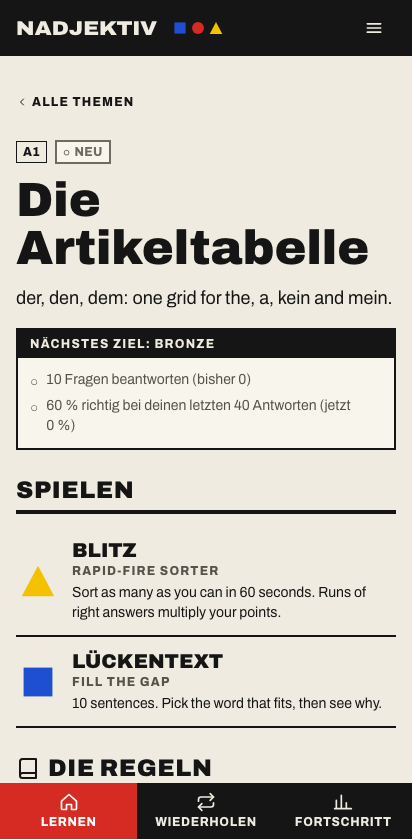 NADJEKTIV
ALLE THEMEN
A1
NEU
Die
Artikeltabelle
der, den, dem: one grid for the, a, kein and mein.
NÄCHSTES ZIEL: BRONZE
10 Fragen beantworten (bisher 0)
60 % richtig bei deinen letzten 40 Antworten (jetzt
0 %)
SPIELEN
BLITZ
RAPID-FIRE SORTER
Sort as many as you can in 60 seconds. Runs of
right answers multiply your points.
LÜCKENTEXT
FILL THE GAP
10 sentences. Pick the word that fits, then see why.
DIE REGELN
LERNEN
WIEDERHOLEN
FORTSCHRITT